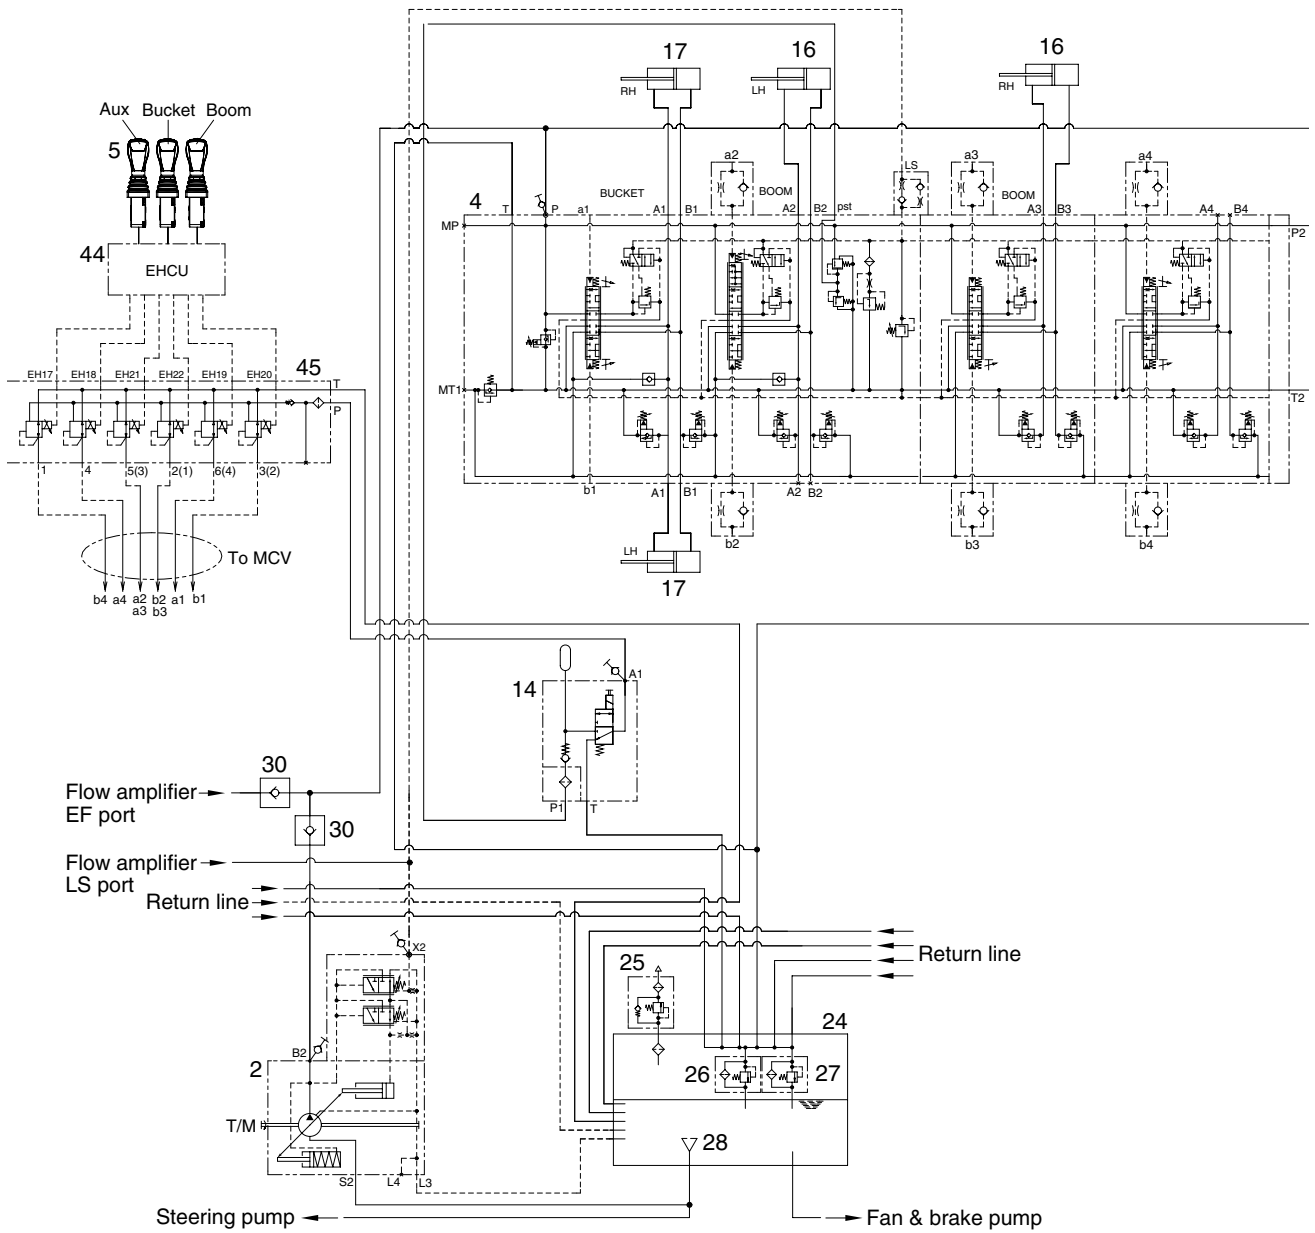 17
16
16
RH
LH
RH
Aux Bucket Boom
5
a2
a3
a4
LS
BUCKET
BOOM
BOOM
4
T
P
a1
A1
B1
A2
B2
pst
A3
B3
A4
B4
MP
P2
44
EHCU
45
EH17
EH18
EH21
EH22
EH19
EH20
T
P
MT1
T2
1
4
5(3)
2(1)
6(4)
3(2)
b1
A1
B1
A2
B2
b2
b3
b4
LH
17
To MCV
b4
a4
a2
a3
b2
b3
a1
b1
14
A1
P1
T
30
Flow amplifier
EF port
30
Flow amplifier
LS port
Return line
X2
Return line
25
24
B2
2
26
27
T/M
28
S2
L4
L3
Steering pump
Fan & brake pump